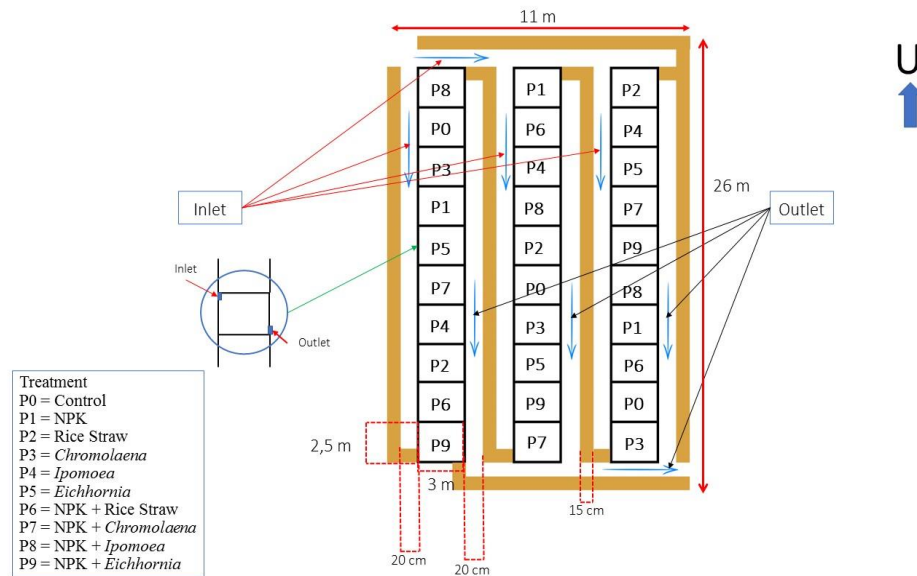 11 m
U
P8 P1 P2
P0 P6 P4
P3 P4 P5
P1 P8 P7
P5 P2 P9
P7 P0 P8
P4 P3 P1
P2 P5 P6
P6 P9 P0
P9 P7 P3
26 m
Inlet
Outlet
Inlet
Outlet
Treatment
P0 = Control
P1 = NPK
P2 = Rice Straw
P3 = Chromolaena
P4 = Ipomoea
P5 = Eichhornia
P6 = NPK + Rice Straw
P7 = NPK + Chromolaena
P8 = NPK + Ipomoea
P9 = NPK + Eichhornia
2,5 m
3 m
15 cm
20 cm
20 cm